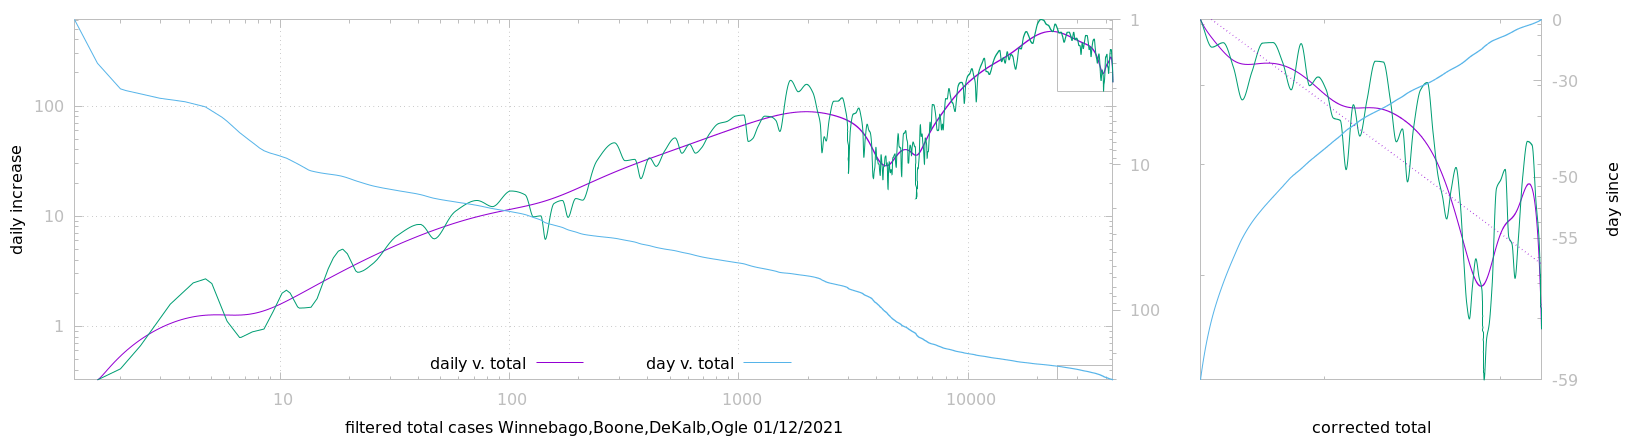 daily increase
100
10
1
daily v. total
day v. total
10
100
1000
10000
filtered total cases Winnebago,Boone,DeKalb,Ogle 01/12/2021
1
10
100
0
-30
-50
-55
-59
day since
corrected total